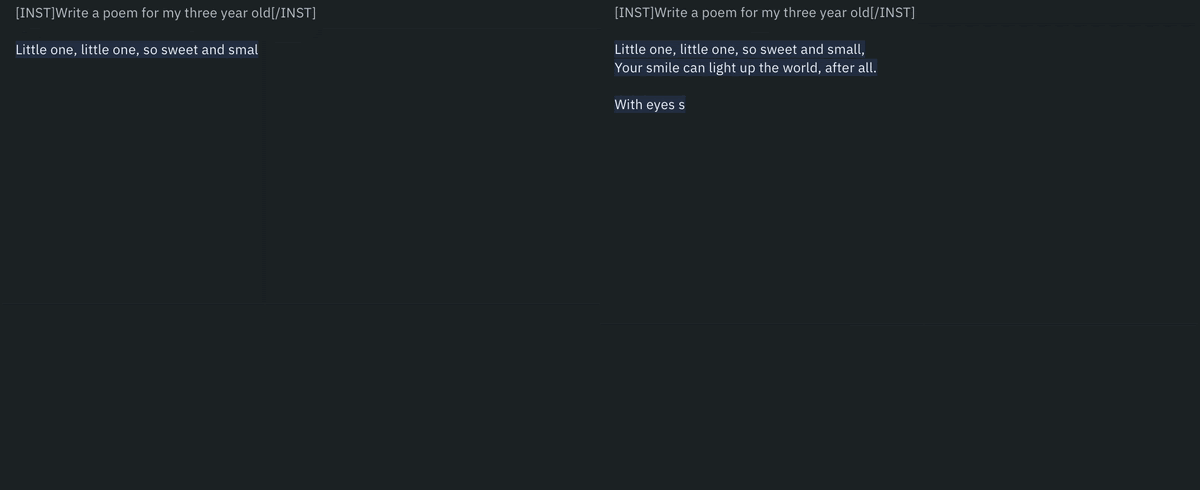 [INST]Write a poem for my three year old[/INST]
Little one, little one, so sweet and smal
[INST]Write a poem for my three year old[/INST]
Little one, little one, so sweet and small,
Your smile can light up the world, after all.
With eyes s